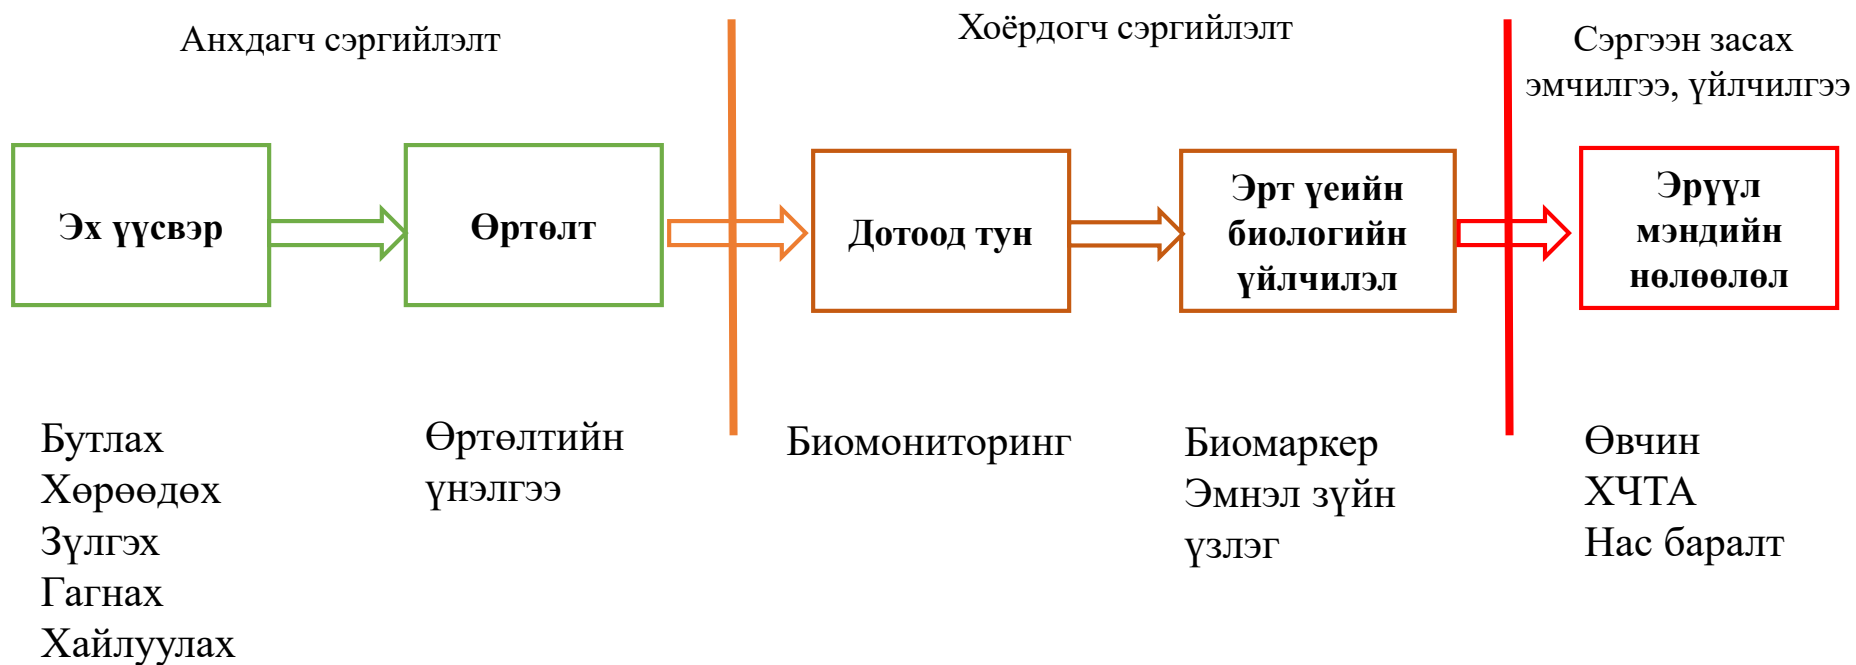 Анхдагч сэргийлэлт
Хоёрдогч сэргийлэлт
Сэргээн засах
эмчилгээ, үйлчилгээ
Эх үүсвэр
Өртөлт
Дотоод тун
Эрт үеийн
биологийн
үйлчилэл
Эрүүл
мэндийн
нөлөөлөл
Бутлах
Хөрөөдөх
Зүлгэх
Гагнах
Хайлуулах
Өртөлтийн
үнэлгээ
Биомониторинг
Биомаркер
Эмнэл зүйн
үзлэг
Өвчин
ХЧТА
Нас баралт